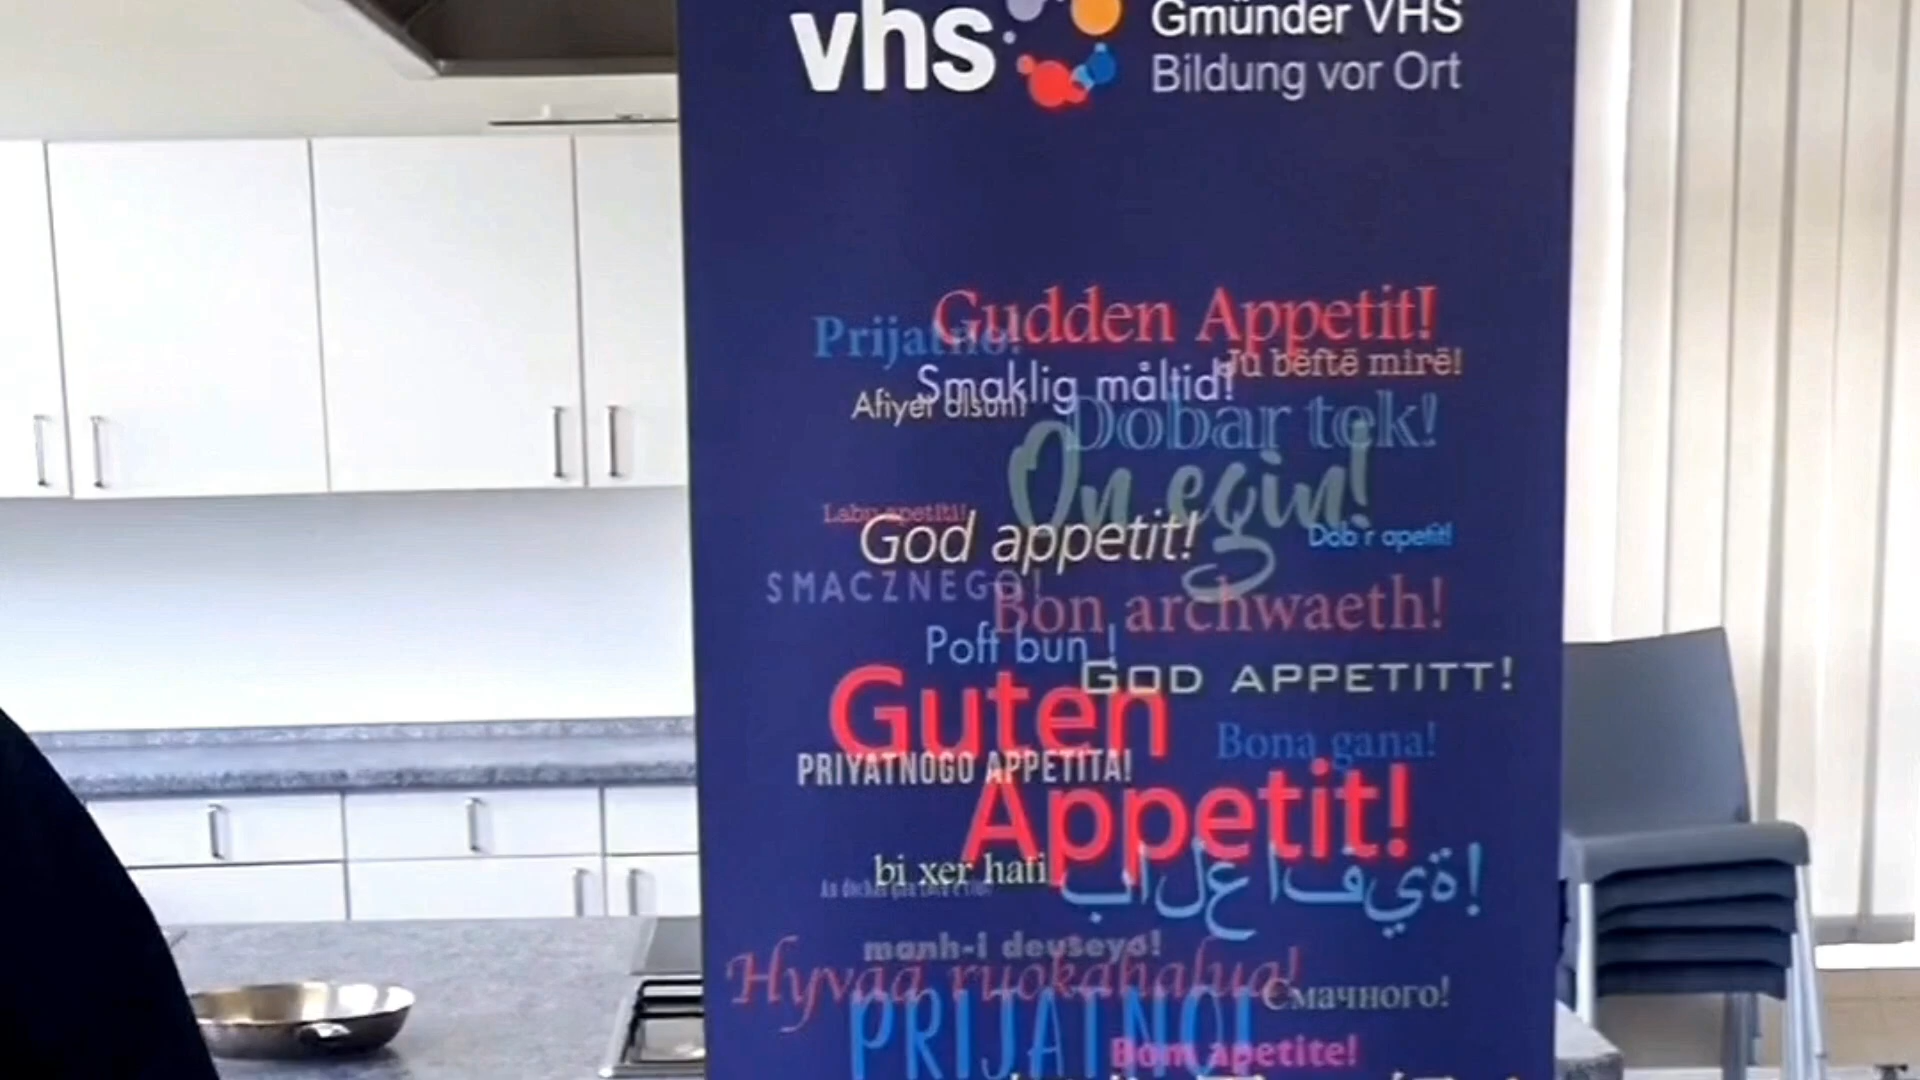 vhs
Gmünder VHS
Bildung vor Ort
Gudden Appetit!
Prijatno!
Ju bëftë mirë!
Smaklig måltid!
Afiyet olsun!
Dobar tek!
On egin!
Labu apetiti!
God appetit!
Dob'r apetit!
SMACZNEGO!
Bon archwaeth!
Poft bun !
GOD APPETITT!
Guten
Bona gana!
PRIYATNOGO APPETITA!
Appetit!
bi xer hati
ة ي ف ا ع ل ا ب!
manh-i deuseyo!
Hyvää ruokahalua!
Смачного!
PRIJATNO!
Bom apetite!